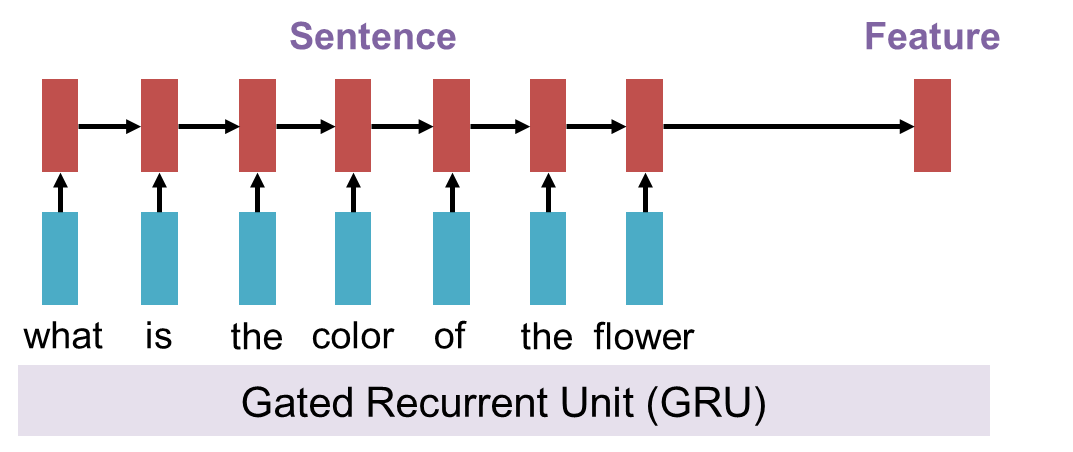 Sentence Feature
what is the color of the flower
Gated Recurrent Unit (GRU)